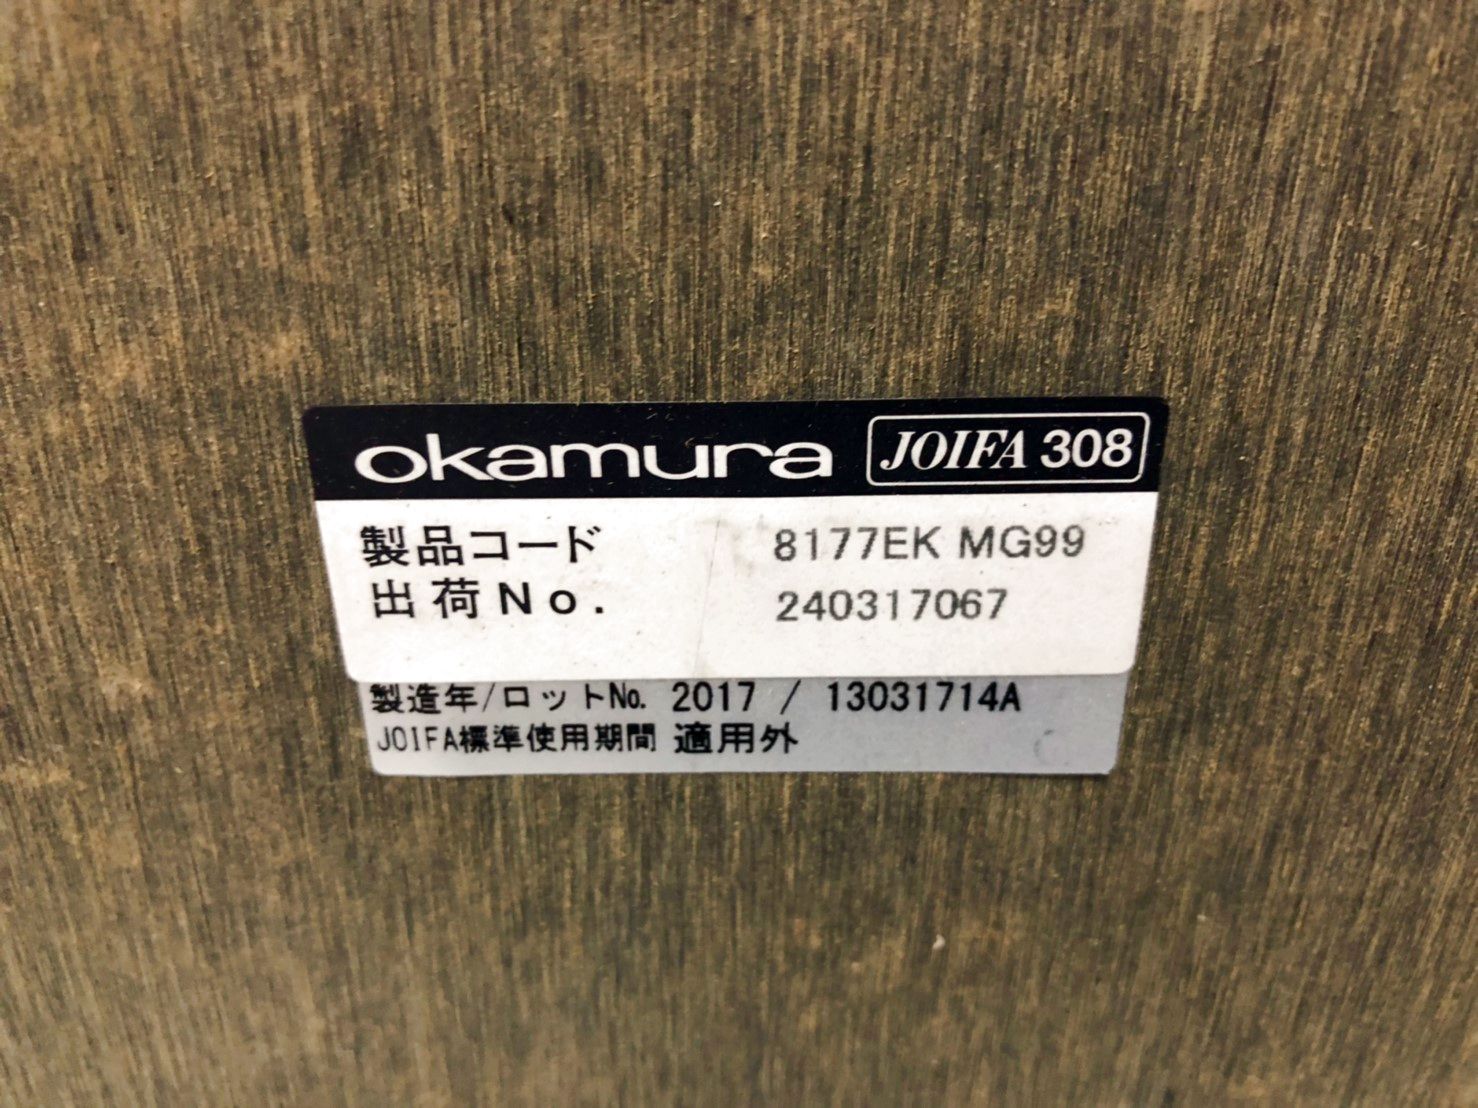 okamura JOIFA 308
製品コード 8177EK MG99
出荷No. 240317067
製造年/ロット№ 2017 / 13031714A
JOIFA標準使用期間 適用外